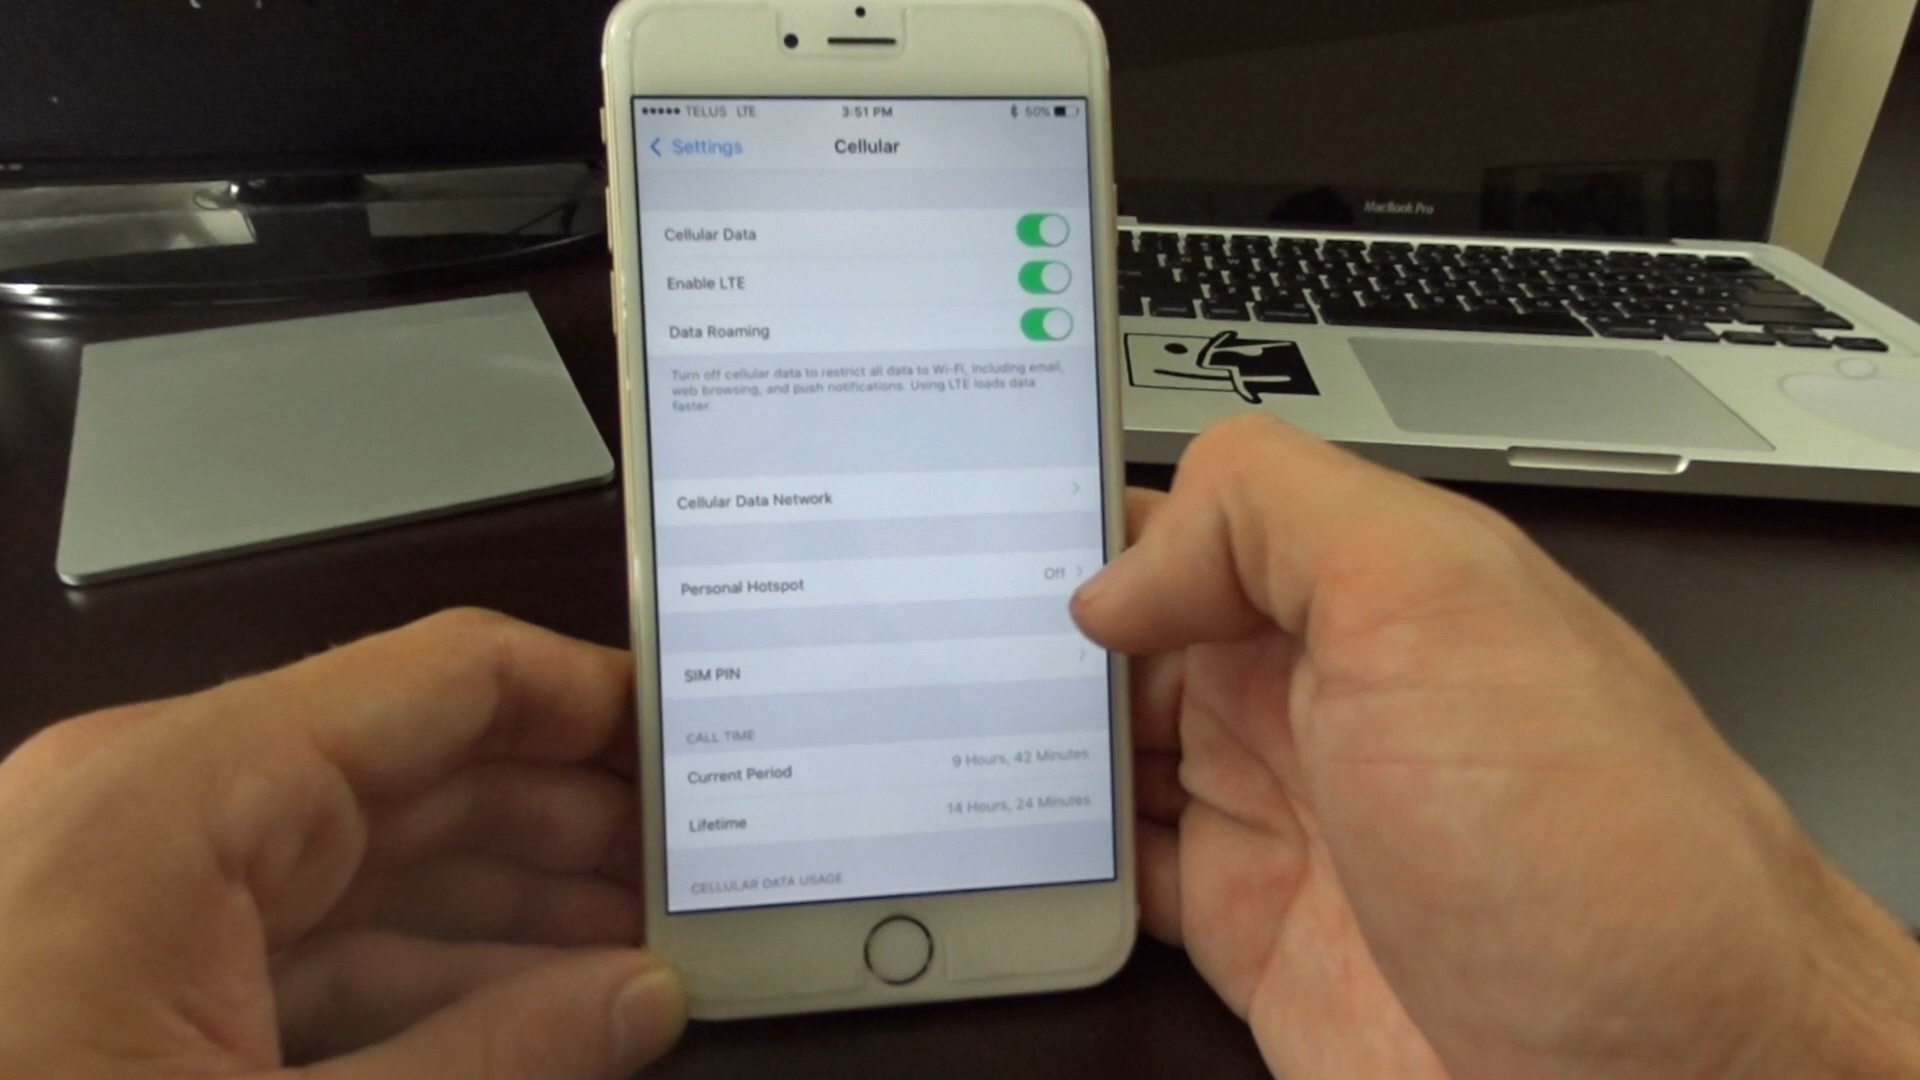 TELUS LTE 3:51 PM 50%
Settings Cellular
MacBook Pro
Cellular Data
Enable LTE
Data Roaming
Turn off cellular data to restrict all data to Wi-Fi, including email,
web browsing, and push notifications. Using LTE loads data
faster.
Cellular Data Network
Personal Hotspot Off
SIM PIN
CALL TIME
Current Period 9 Hours, 42 Minutes
Lifetime 14 Hours, 24 Minutes
CELLULAR DATA USAGE